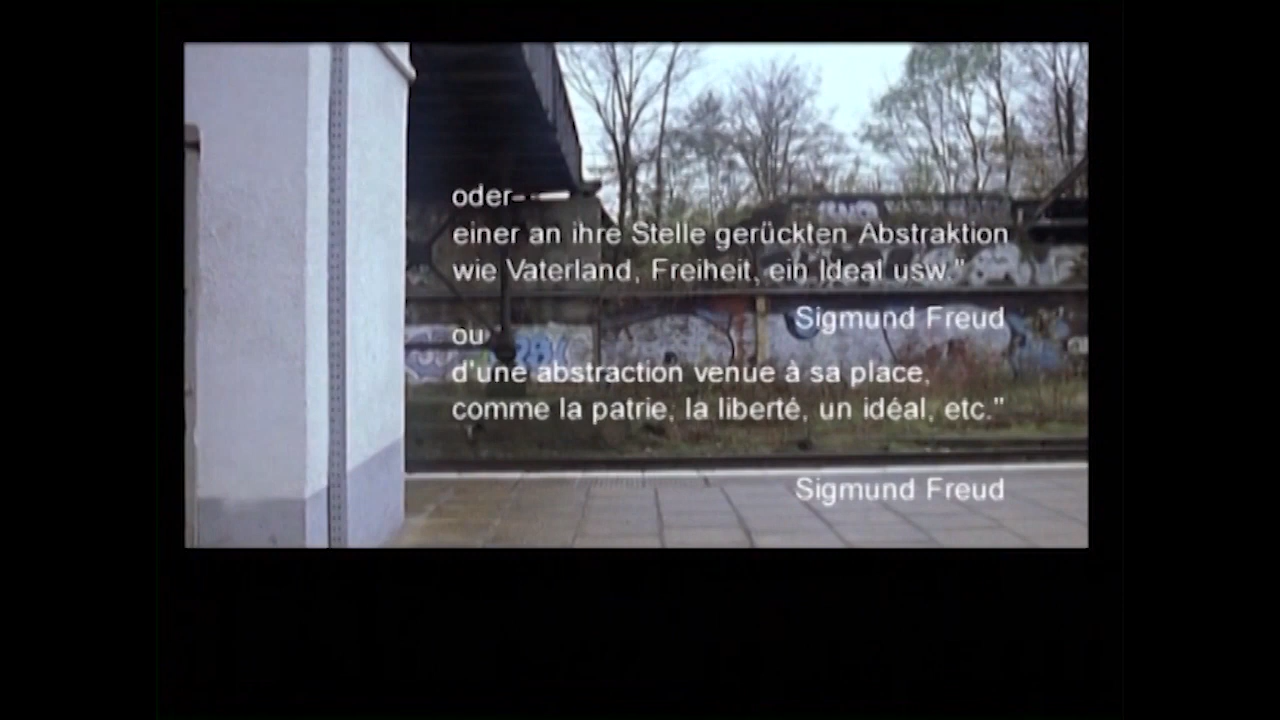 oder
einer an ihre Stelle gerückten Abstraktion
wie Vaterland, Freiheit, ein Ideal usw."
Sigmund Freud
ou
d'une abstraction venue à sa place,
comme la patrie, la liberté, un idéal, etc."
Sigmund Freud